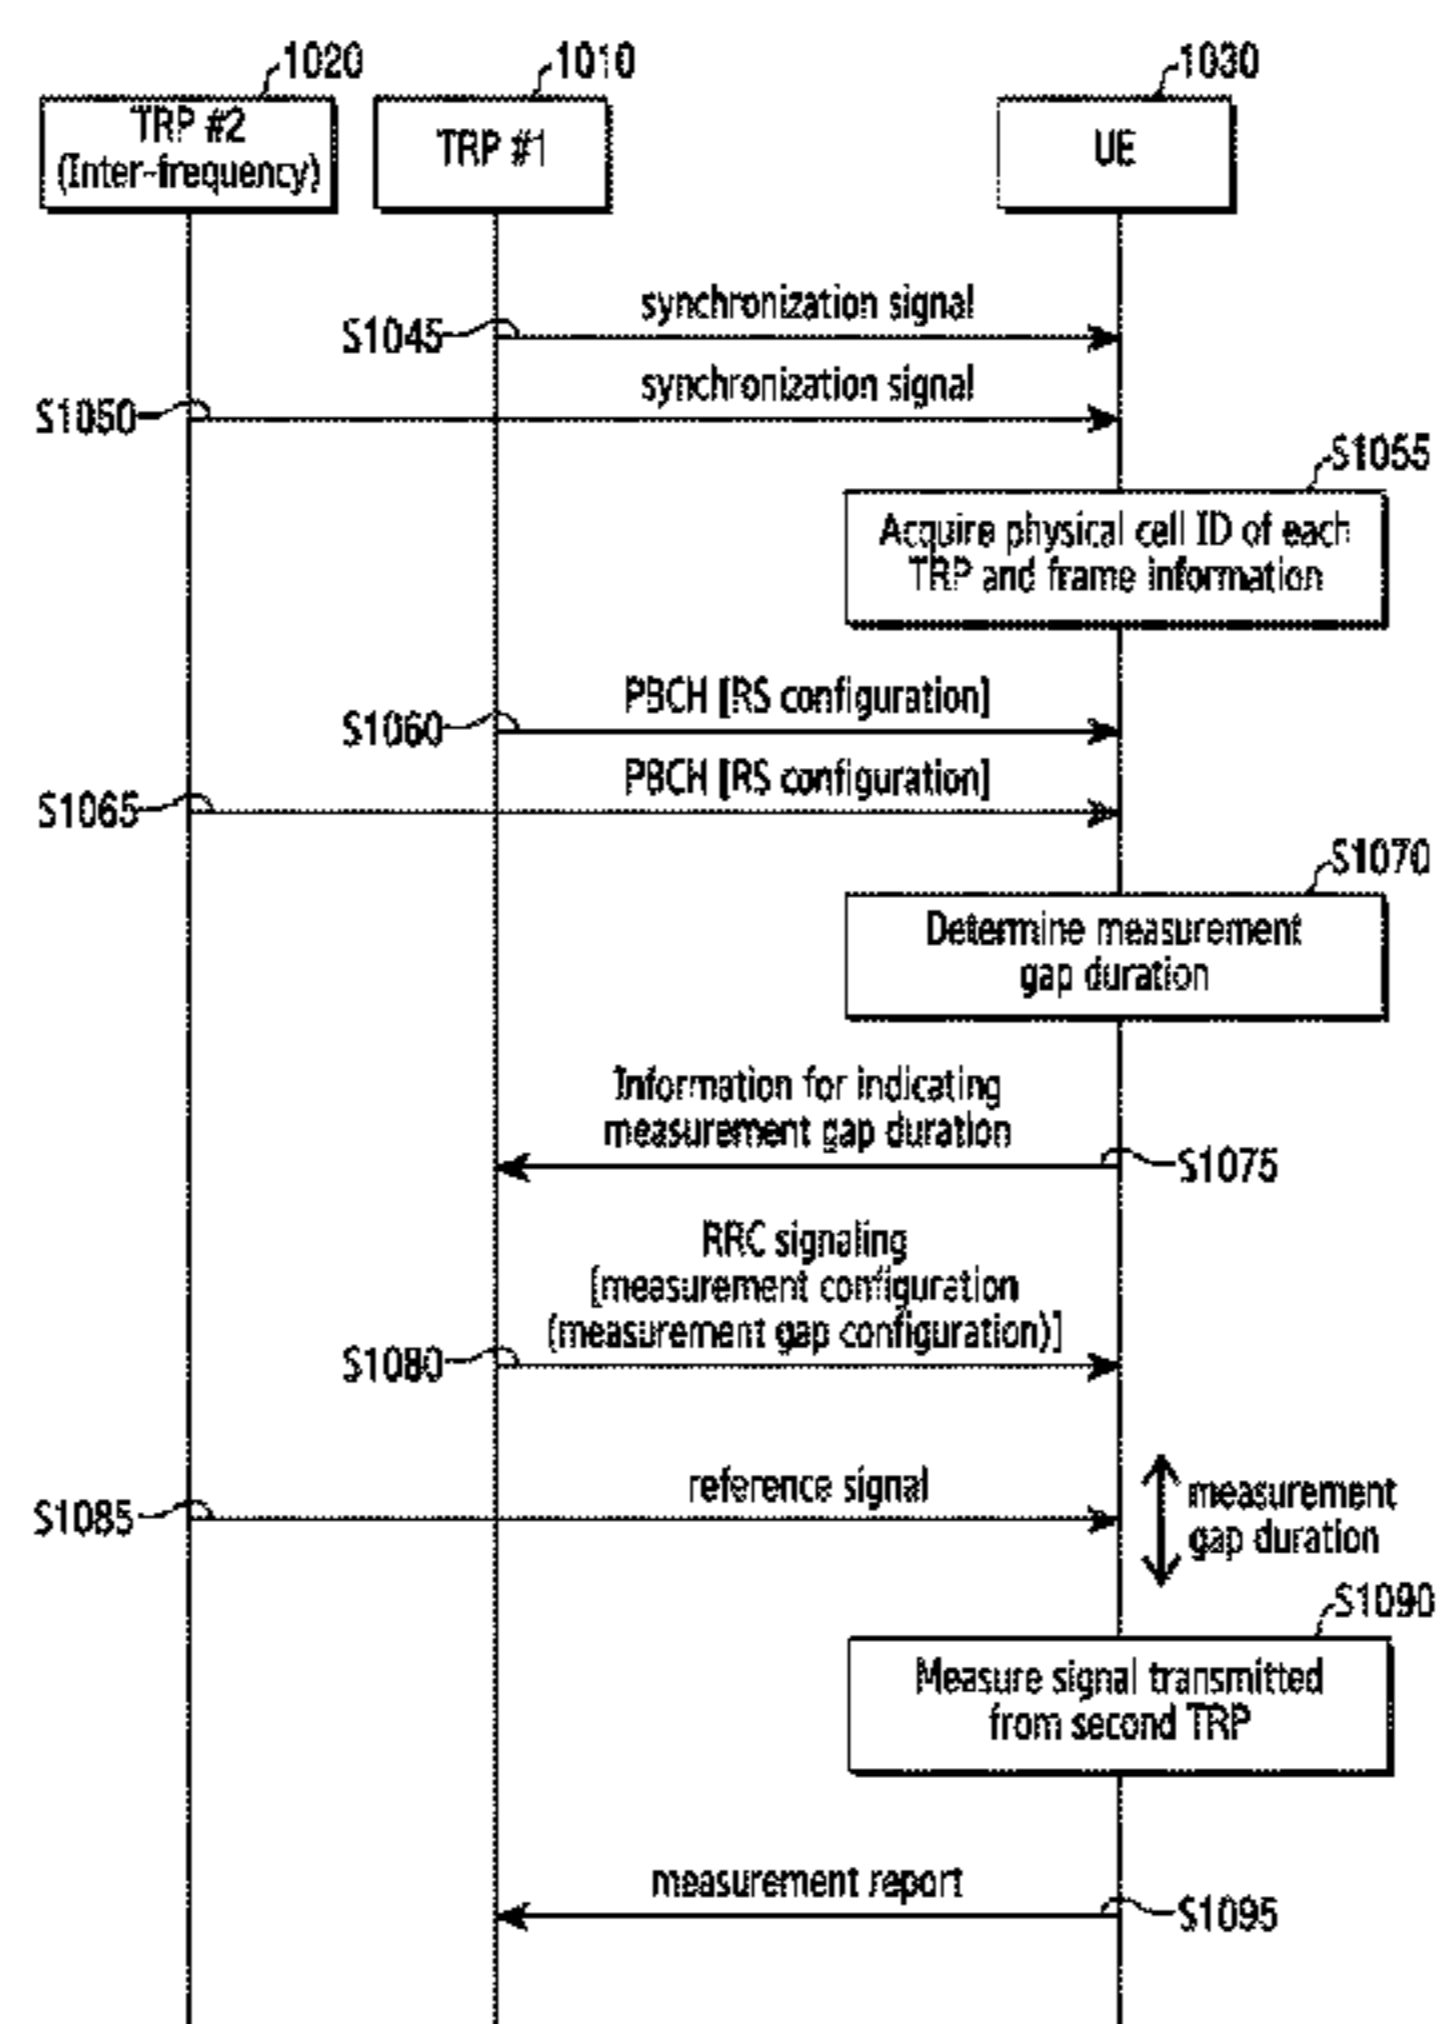 1020
1010
1030
TRP #2
(Inter-frequency)
TRP #1
UE
synchronization signal
S1045
synchronization signal
S1050
S1055
Acquire physical cell ID of each
TRP and frame information
PBCH [RS configuration]
S1060
PBCH [RS configuration]
S1065
S1070
Determine measurement
gap duration
Information for indicating
measurement gap duration
S1075
RRC signaling
[measurement configuration
(measurement gap configuration)]
S1080
reference signal
S1085
measurement
gap duration
S1090
Measure signal transmitted
from second TRP
measurement report
S1095